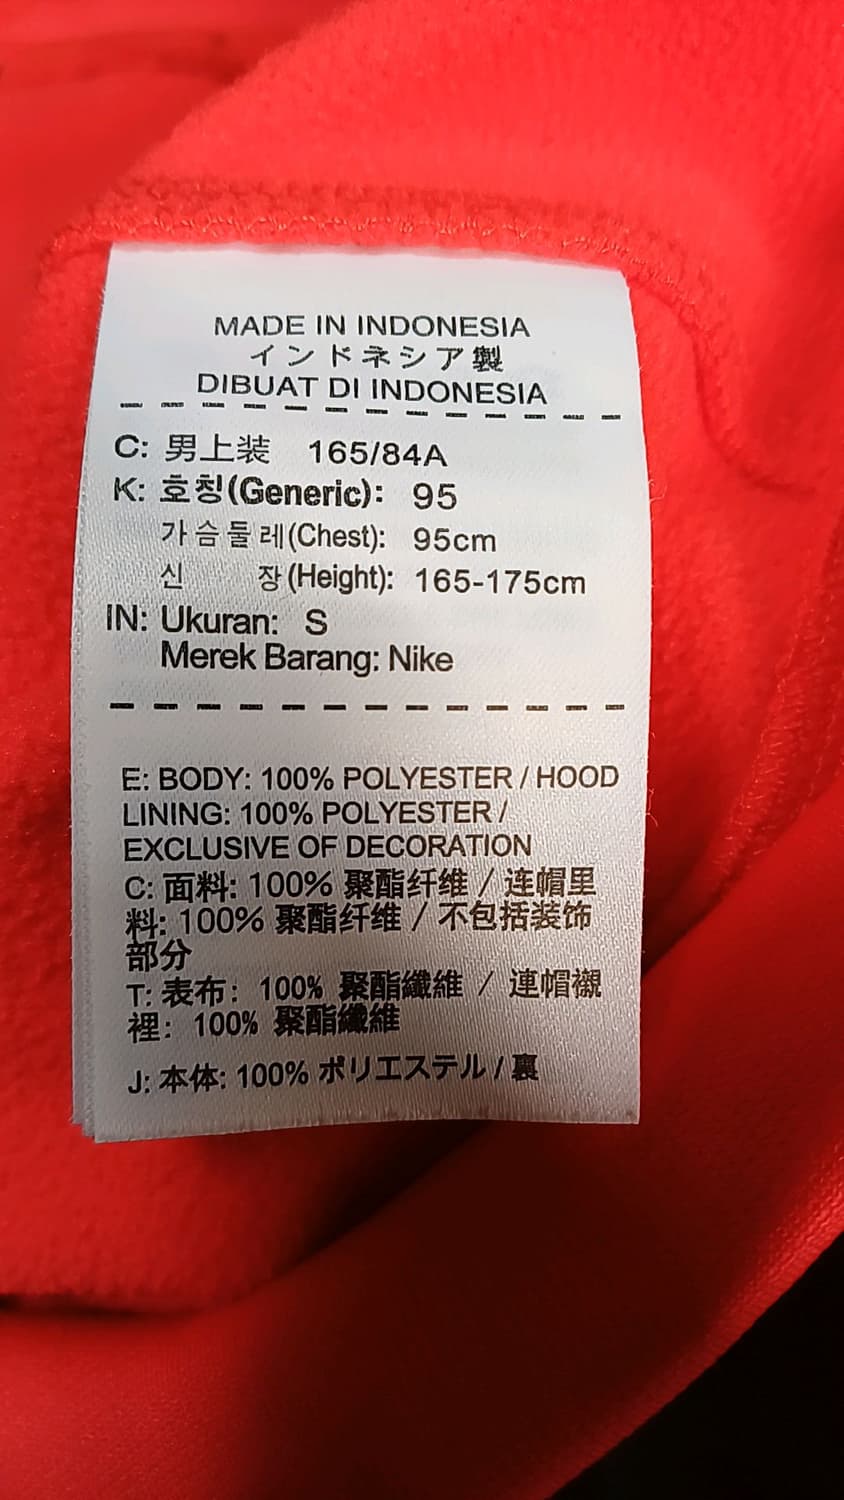 MADE IN INDONESIA
インドネシア製
DIBUAT DI INDONESIA
C: 男上装 165/84A
K: 호칭(Generic): 95
가슴둘레(Chest): 95cm
신 장(Height): 165-175cm
IN: Ukuran: S
Merek Barang: Nike
E: BODY: 100% POLYESTER / HOOD
LINING: 100% POLYESTER /
EXCLUSIVE OF DECORATION
C: 面料: 100% 聚酯纤维 / 连帽里
料: 100% 聚酯纤维 / 不包括装饰
部分
T: 表布: 100% 聚酯纖維 / 連帽襯
裡: 100% 聚酯纖維
J: 本体: 100% ポリエステル / 裏